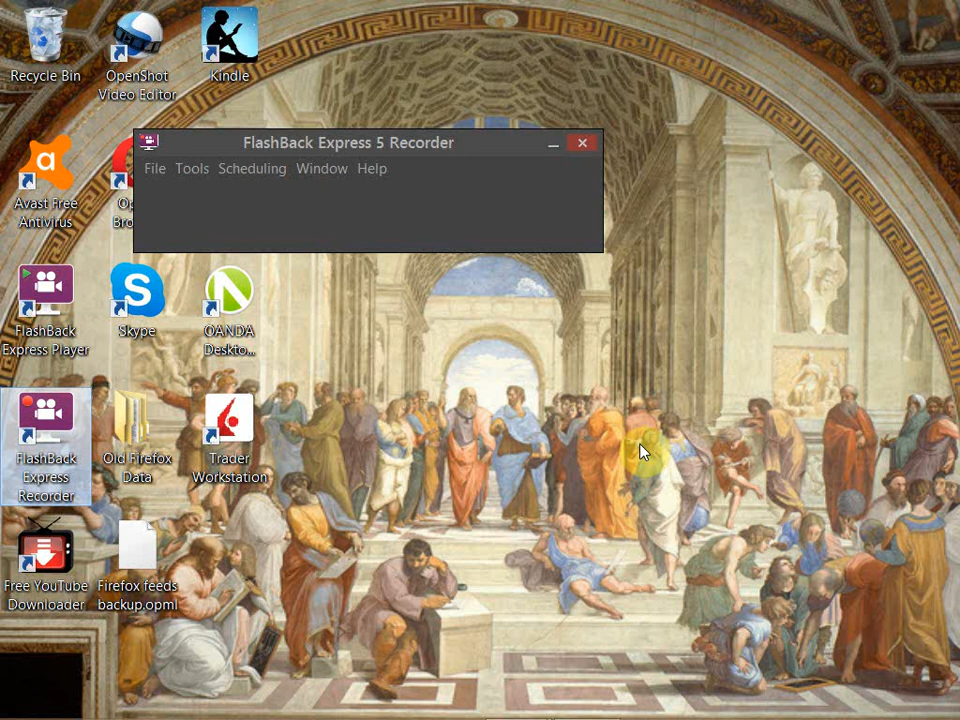 Recycle Bin
OpenShot
Video Editor
Kindle
FlashBack Express 5 Recorder
File Tools Scheduling Window Help
a
Avast Free
Antivirus
FlashBack
Express Player
S
Skype
OANDA
Deskto...
FlashBack
Express
Recorder
Old Firefox
Data
Trader
Workstation
Free YouTube
Downloader
Firefox feeds
backup.opml